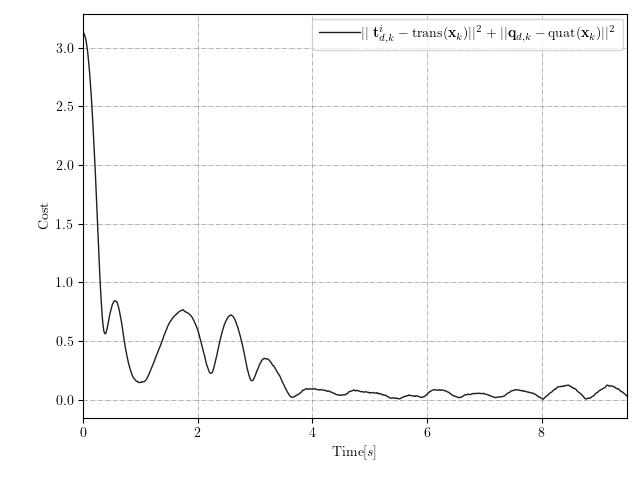 || t^i_{d,k} − trans(x_k)||^2 + ||q_{d,k} − quat(x_k)||^2
3.0
2.5
2.0
1.5
1.0
0.5
0.0
Cost
0 2 4 6 8
Time[s]